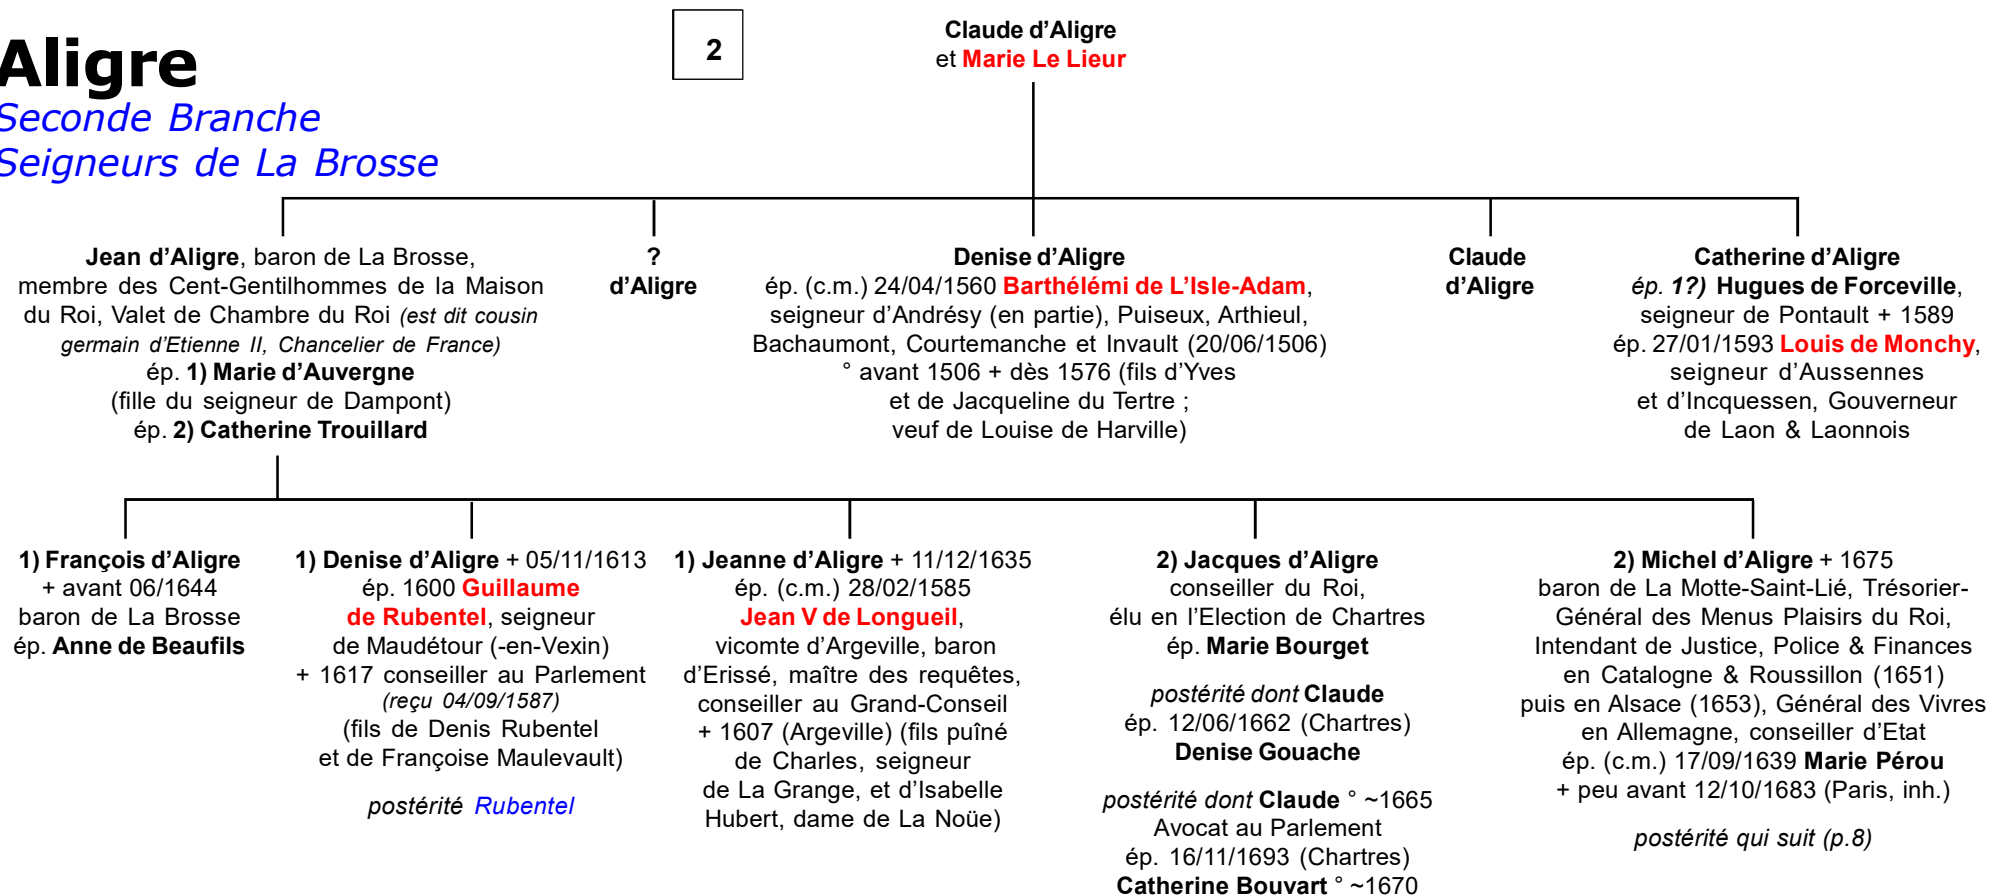 Aligre
Seconde Branche
Seigneurs de La Brosse
2
Claude d’Aligre
et Marie Le Lieur
Jean d’Aligre, baron de La Brosse,
membre des Cent-Gentilhommes de la Maison
du Roi, Valet de Chambre du Roi (est dit cousin
germain d’Etienne II, Chancelier de France)
ép. 1) Marie d’Auvergne
(fille du seigneur de Dampont)
ép. 2) Catherine Trouillard
?
d’Aligre
Denise d’Aligre
ép. (c.m.) 24/04/1560 Barthélémi de L’Isle-Adam,
seigneur d’Andrésy (en partie), Puiseux, Arthieul,
Bachaumont, Courtemanche et Invault (20/06/1506)
° avant 1506 + dès 1576 (fils d’Yves
et de Jacqueline du Tertre ;
veuf de Louise de Harville)
Claude
d’Aligre
Catherine d’Aligre
ép. 1?) Hugues de Forceville,
seigneur de Pontault + 1589
ép. 27/01/1593 Louis de Monchy,
seigneur d’Aussennes
et d’Incquessen, Gouverneur
de Laon & Laonnois
1) François d’Aligre
+ avant 06/1644
baron de La Brosse
ép. Anne de Beaufils
1) Denise d’Aligre + 05/11/1613
ép. 1600 Guillaume
de Rubentel, seigneur
de Maudétour (-en-Vexin)
+ 1617 conseiller au Parlement
(reçu 04/09/1587)
(fils de Denis Rubentel
et de Françoise Maulevault)
postérité Rubentel
1) Jeanne d’Aligre + 11/12/1635
ép. (c.m.) 28/02/1585
Jean V de Longueil,
vicomte d’Argeville, baron
d’Erissé, maître des requêtes,
conseiller au Grand-Conseil
+ 1607 (Argeville) (fils puîné
de Charles, seigneur
de La Grange, et d’Isabelle
Hubert, dame de La Noüe)
2) Jacques d’Aligre
conseiller du Roi,
élu en l’Election de Chartres
ép. Marie Bourget
postérité dont Claude
ép. 12/06/1662 (Chartres)
Denise Gouache
postérité dont Claude ° ~1665
Avocat au Parlement
ép. 16/11/1693 (Chartres)
Catherine Bouvart ° ~1670
2) Michel d’Aligre + 1675
baron de La Motte-Saint-Lié, Trésorier-
Général des Menus Plaisirs du Roi,
Intendant de Justice, Police & Finances
en Catalogne & Roussillon (1651)
puis en Alsace (1653), Général des Vivres
en Allemagne, conseiller d’Etat
ép. (c.m.) 17/09/1639 Marie Pérou
+ peu avant 12/10/1683 (Paris, inh.)
postérité qui suit (p.8)